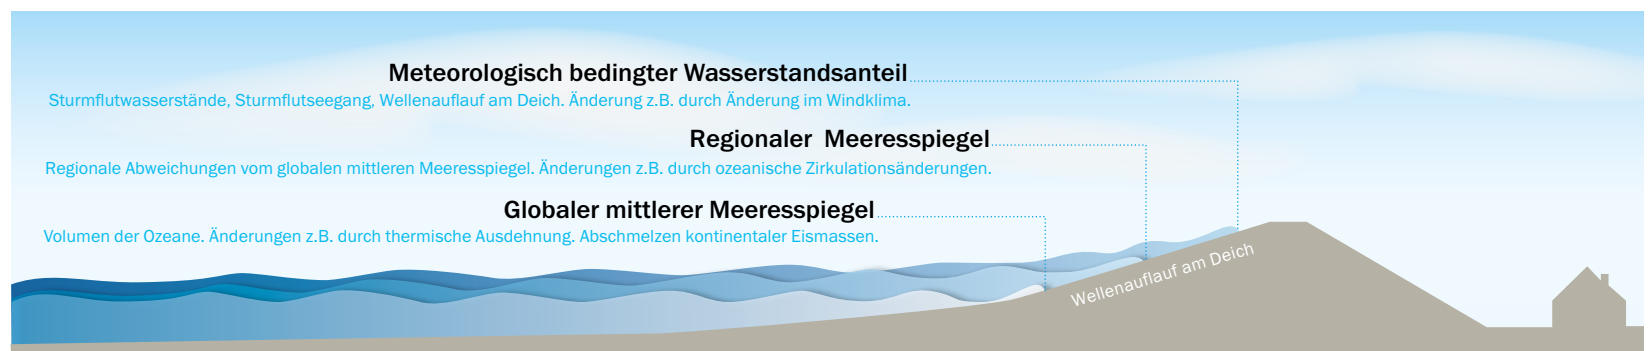 Meteorologisch bedingter Wasserstandsanteil
Sturmflutwasserstände, Sturmflutseegang, Wellenauflauf am Deich. Änderung z.B. durch Änderung im Windklima.
Regionaler Meeresspiegel
Regionale Abweichungen vom globalen mittleren Meeresspiegel. Änderungen z.B. durch ozeanische Zirkulationsänderungen.
Globaler mittlerer Meeresspiegel
Volumen der Ozeane. Änderungen z.B. durch thermische Ausdehnung. Abschmelzen kontinentaler Eismassen.
Wellenauflauf am Deich